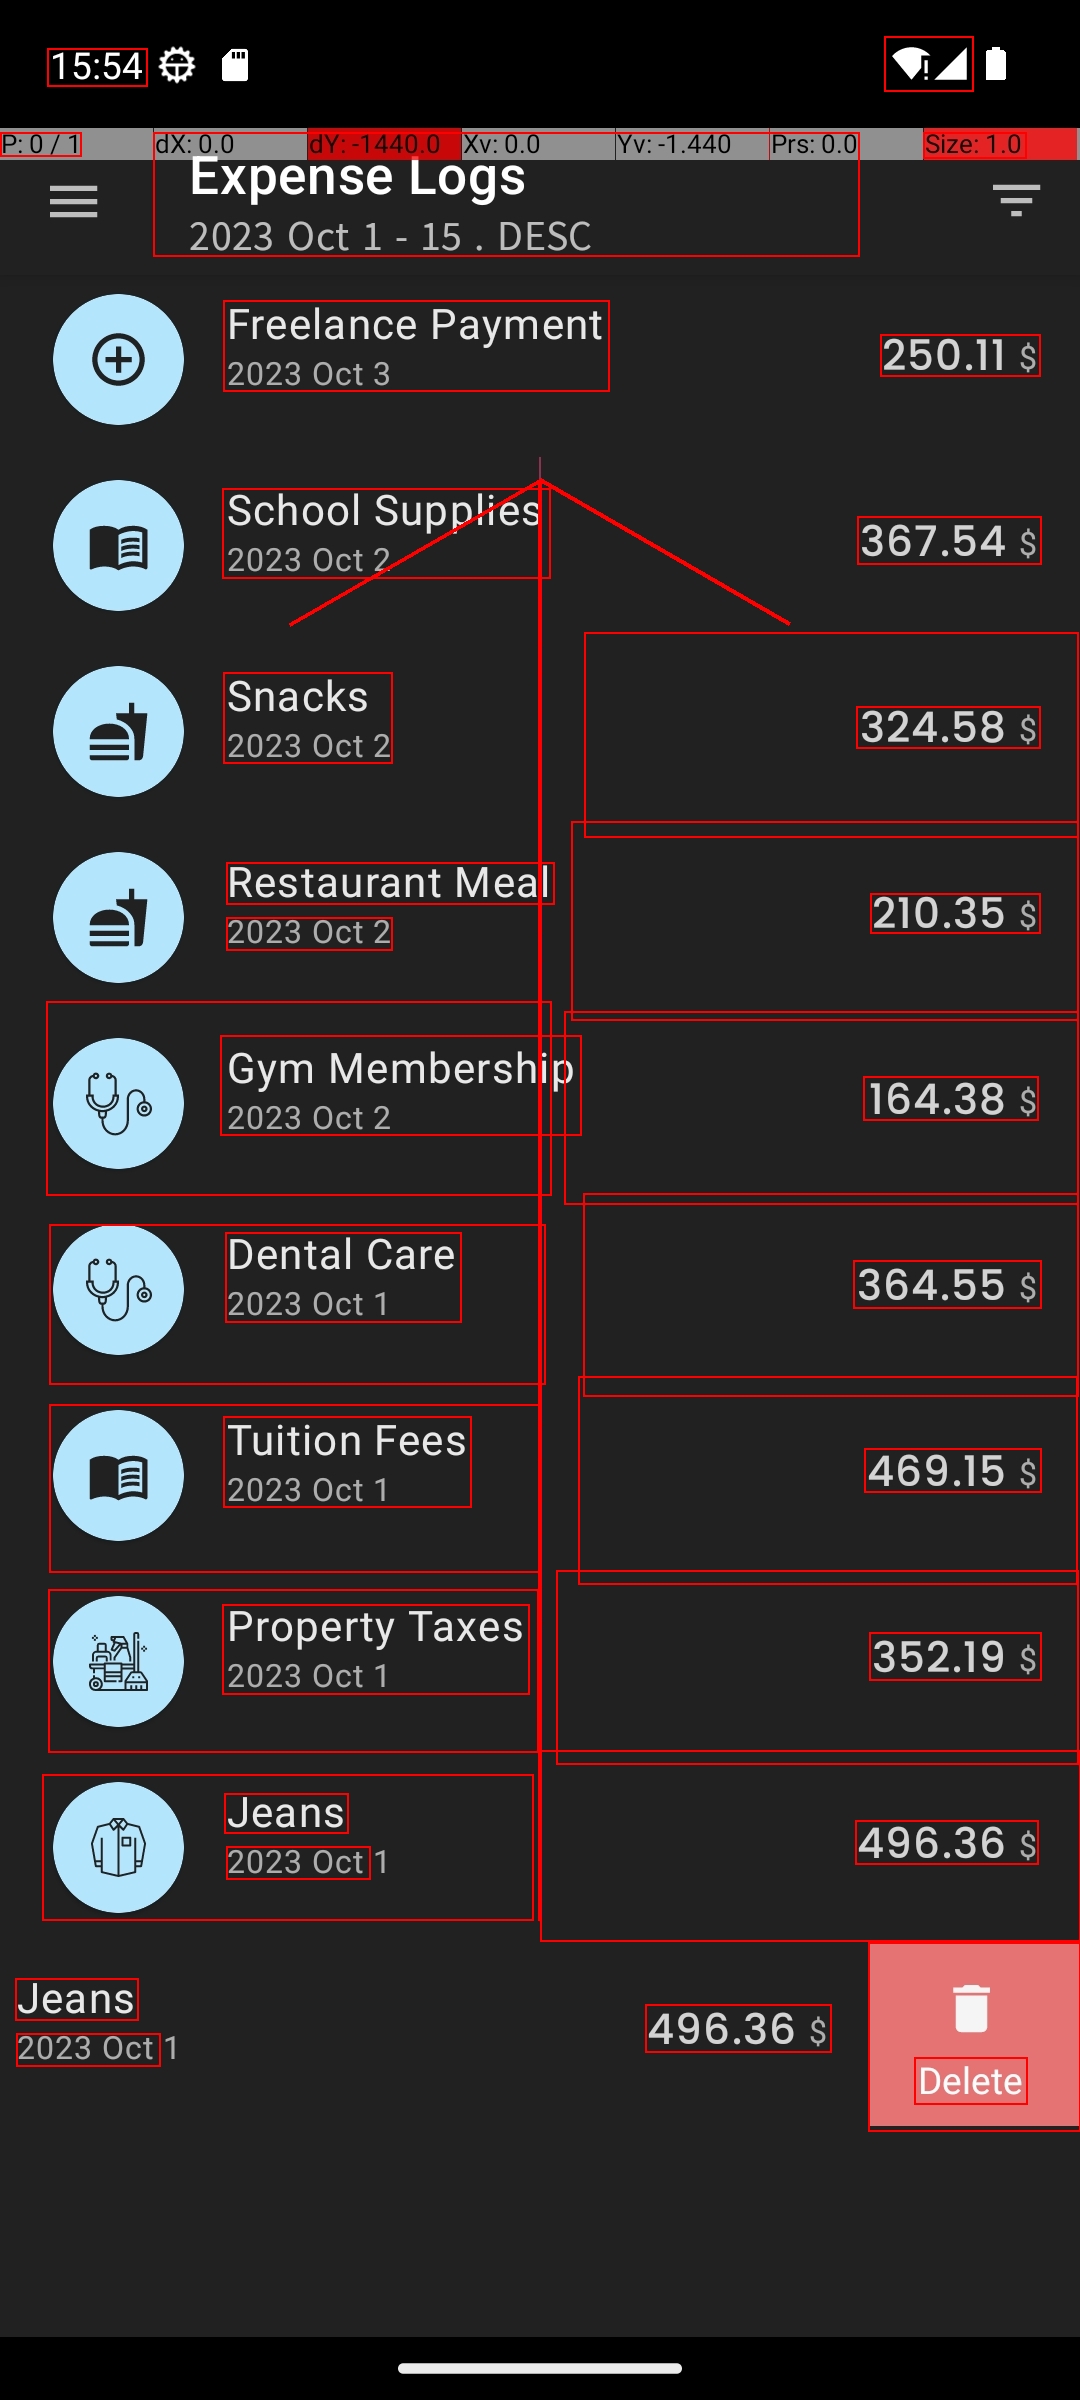 15:54
P: 0 / 1 dX: 0.0 dY: -1440.0 Xv: 0.0 Yv: -1.440 Prs: 0.0 Size: 1.0
Expense Logs
2023 Oct 1 - 15 . DESC
Freelance Payment
2023 Oct 3
250.11 $
School Supplies
2023 Oct 2
367.54 $
Snacks
2023 Oct 2
324.58 $
Restaurant Meal
2023 Oct 2
210.35 $
Gym Membership
2023 Oct 2
164.38 $
Dental Care
2023 Oct 1
364.55 $
Tuition Fees
2023 Oct 1
469.15 $
Property Taxes
2023 Oct 1
352.19 $
Jeans
2023 Oct 1
496.36 $
Jeans
2023 Oct 1
496.36 $
Delete